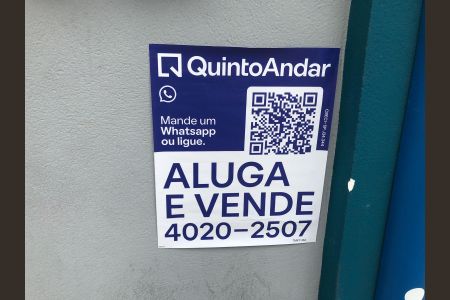 QuintoAndar
Mande um
Whatsapp
ou ligue.
ALUGA
E VENDE
4020-2507